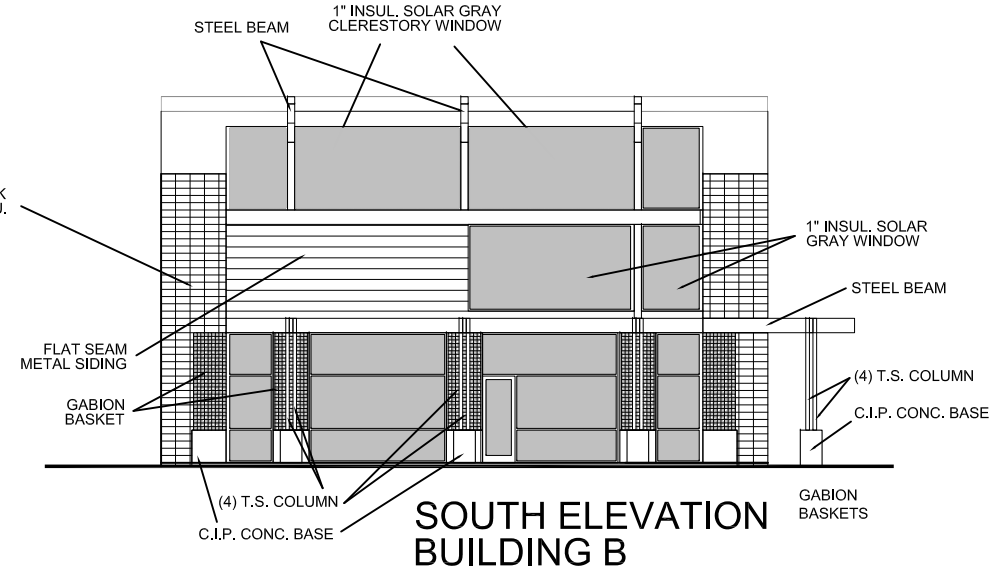 STEEL BEAM
1" INSUL. SOLAR GRAY
CLERESTORY WINDOW
1" INSUL. SOLAR
GRAY WINDOW
STEEL BEAM
FLAT SEAM
METAL SIDING
GABION
BASKET
(4) T.S. COLUMN
C.I.P. CONC. BASE
(4) T.S. COLUMN
C.I.P. CONC. BASE
SOUTH ELEVATION
BUILDING B
GABION
BASKETS